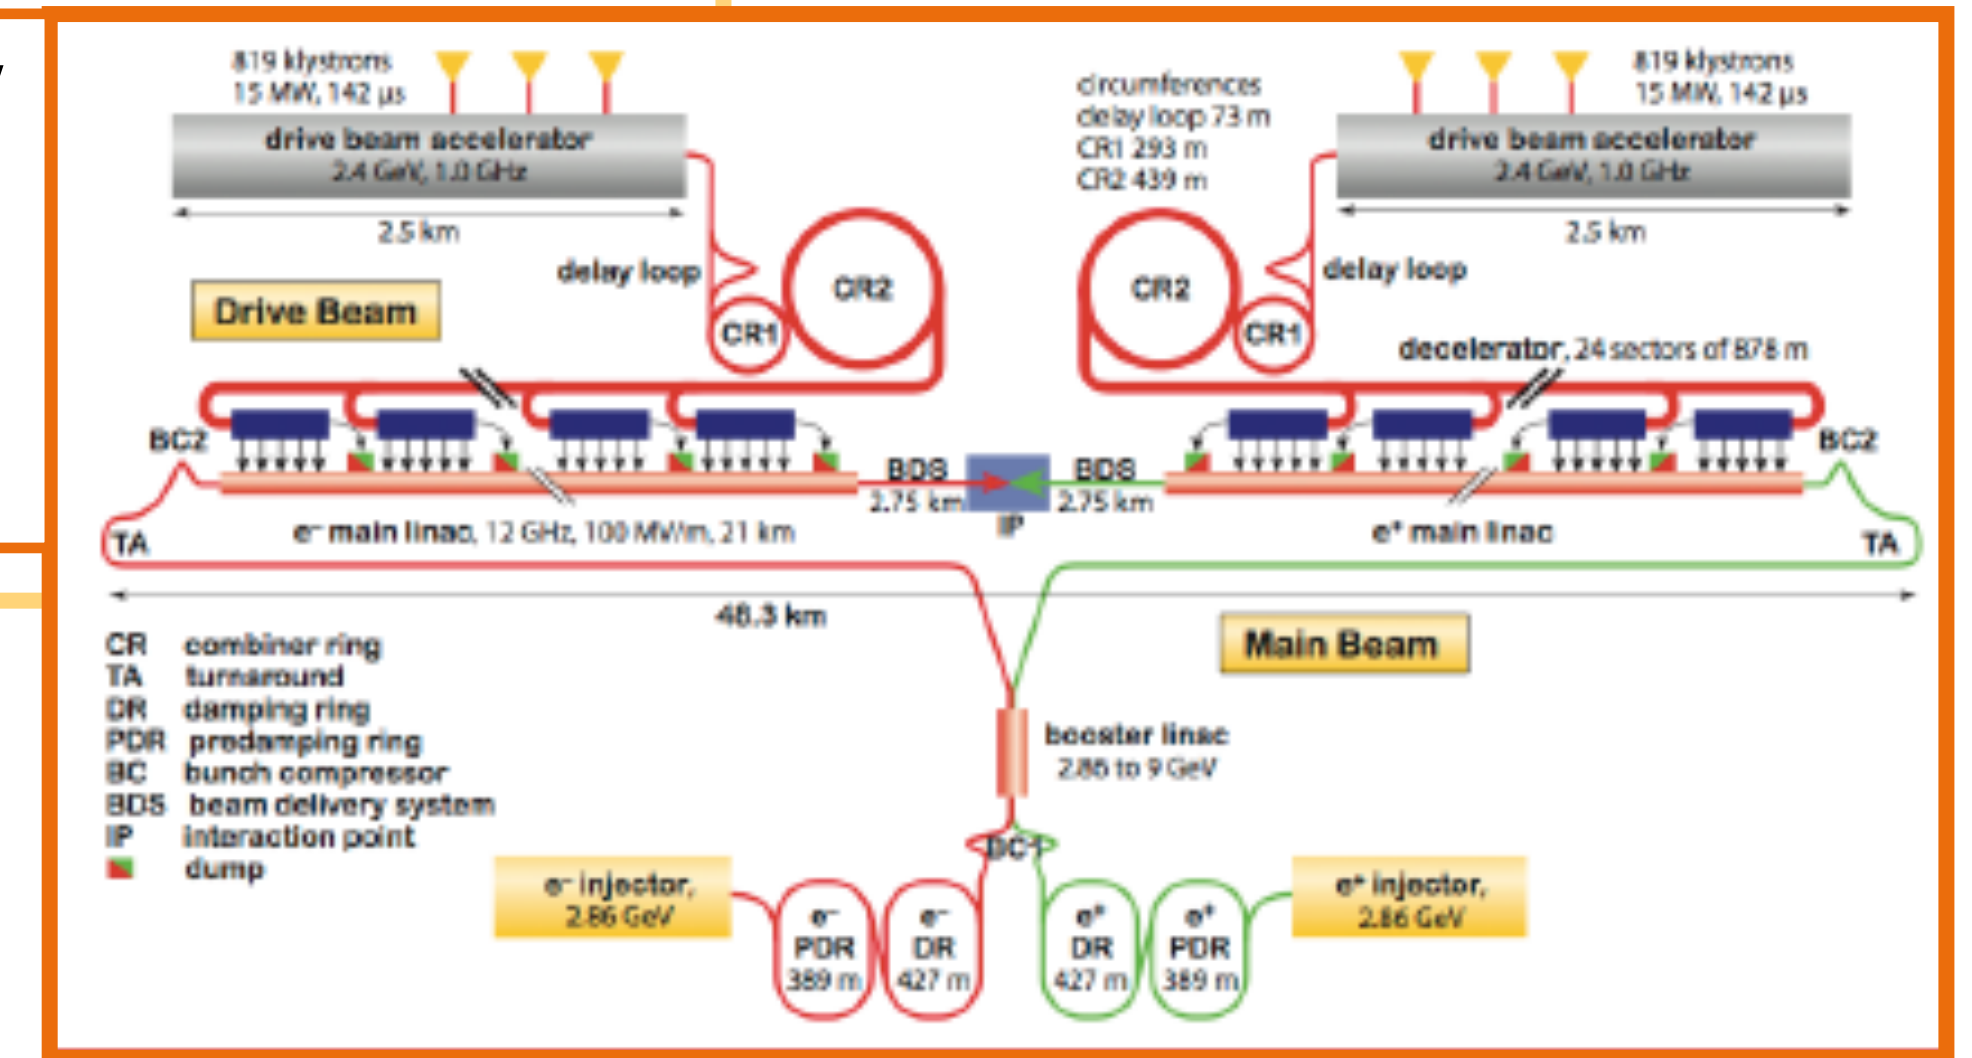 819 klystrons
15 MW, 142 µs
drive beam accelerator
2.4 GeV, 1.0 GHz
2.5 km
delay loop
CR1
CR2
Drive Beam
circumferences
delay loop 73 m
CR1 293 m
CR2 439 m
819 klystrons
15 MW, 142 µs
drive beam accelerator
2.4 GeV, 1.0 GHz
2.5 km
delay loop
CR2
CR1
decelerator, 24 sectors of 878 m
BC2
BC2
BDS
2.75 km
IP
BDS
2.75 km
TA
e⁻ main linac, 12 GHz, 100 MV/m, 21 km
e⁺ main linac
TA
48.3 km
Main Beam
CR combiner ring
TA turnaround
DR damping ring
PDR predamping ring
BC bunch compressor
BDS beam delivery system
IP interaction point
dump
booster linac
2.86 to 9 GeV
BC1
e⁻ injector,
2.86 GeV
e⁻
PDR
389 m
e⁻
DR
427 m
e⁺
DR
427 m
e⁺
PDR
389 m
e⁺ injector,
2.86 GeV